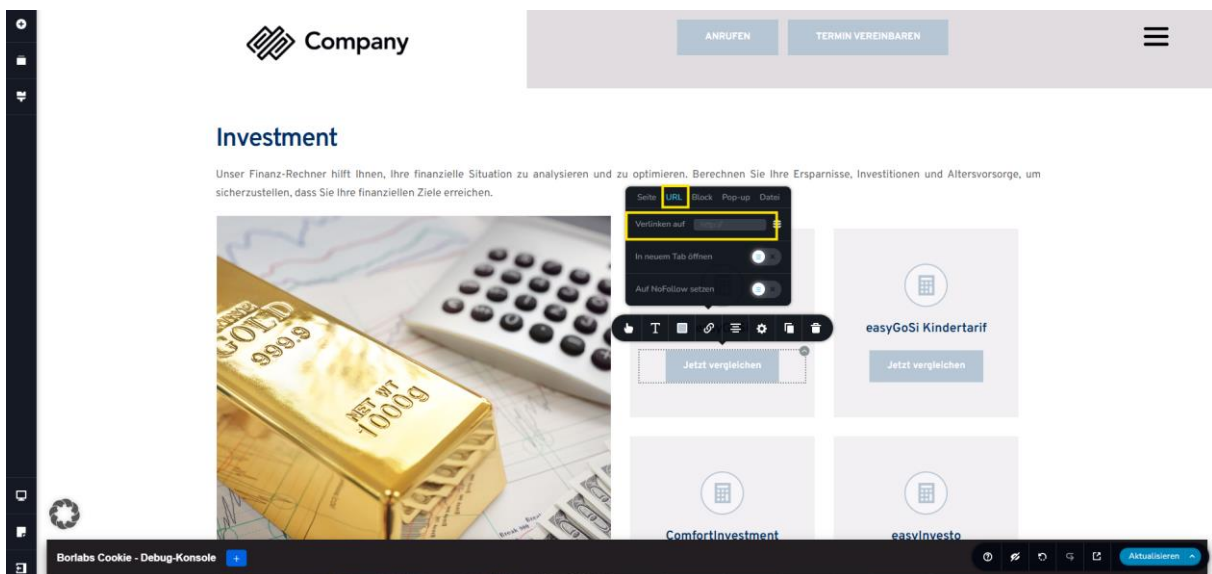 Company
ANRUFEN
TERMIN VEREINBAREN
Investment
Unser Finanz-Rechner hilft Ihnen, Ihre finanzielle Situation zu analysieren und zu optimieren. Berechnen Sie Ihre Ersparnisse, Investitionen und Altersvorsorge, um
sicherzustellen, dass Sie Ihre finanziellen Ziele erreichen.
Seite URL Block Pop-up Datei
Verlinken auf http://
In neuem Tab öffnen
Auf NoFollow setzen
T
easyGoSi Kindertarif
Jetzt vergleichen
Jetzt vergleichen
GOLD
999.9
NET WT
1000g
ComfortInvestment
easyInvesto
Borlabs Cookie - Debug-Konsole +
Aktualisieren